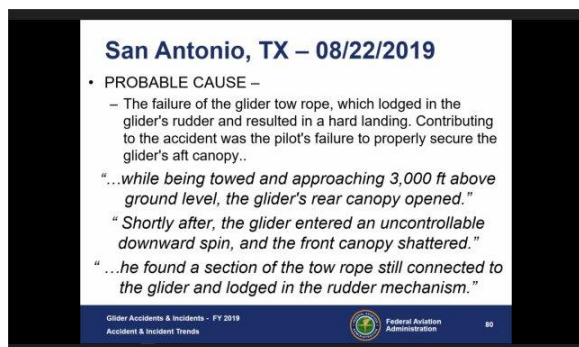 San Antonio, TX – 08/22/2019
• PROBABLE CAUSE –
– The failure of the glider tow rope, which lodged in the
glider's rudder and resulted in a hard landing. Contributing
to the accident was the pilot's failure to properly secure the
glider's aft canopy..
“…while being towed and approaching 3,000 ft above
ground level, the glider's rear canopy opened.”
“ Shortly after, the glider entered an uncontrollable
downward spin, and the front canopy shattered.”
“ …he found a section of the tow rope still connected to
the glider and lodged in the rudder mechanism.”
Glider Accidents & Incidents - FY 2019
Accident & Incident Trends
Federal Aviation
Administration
80